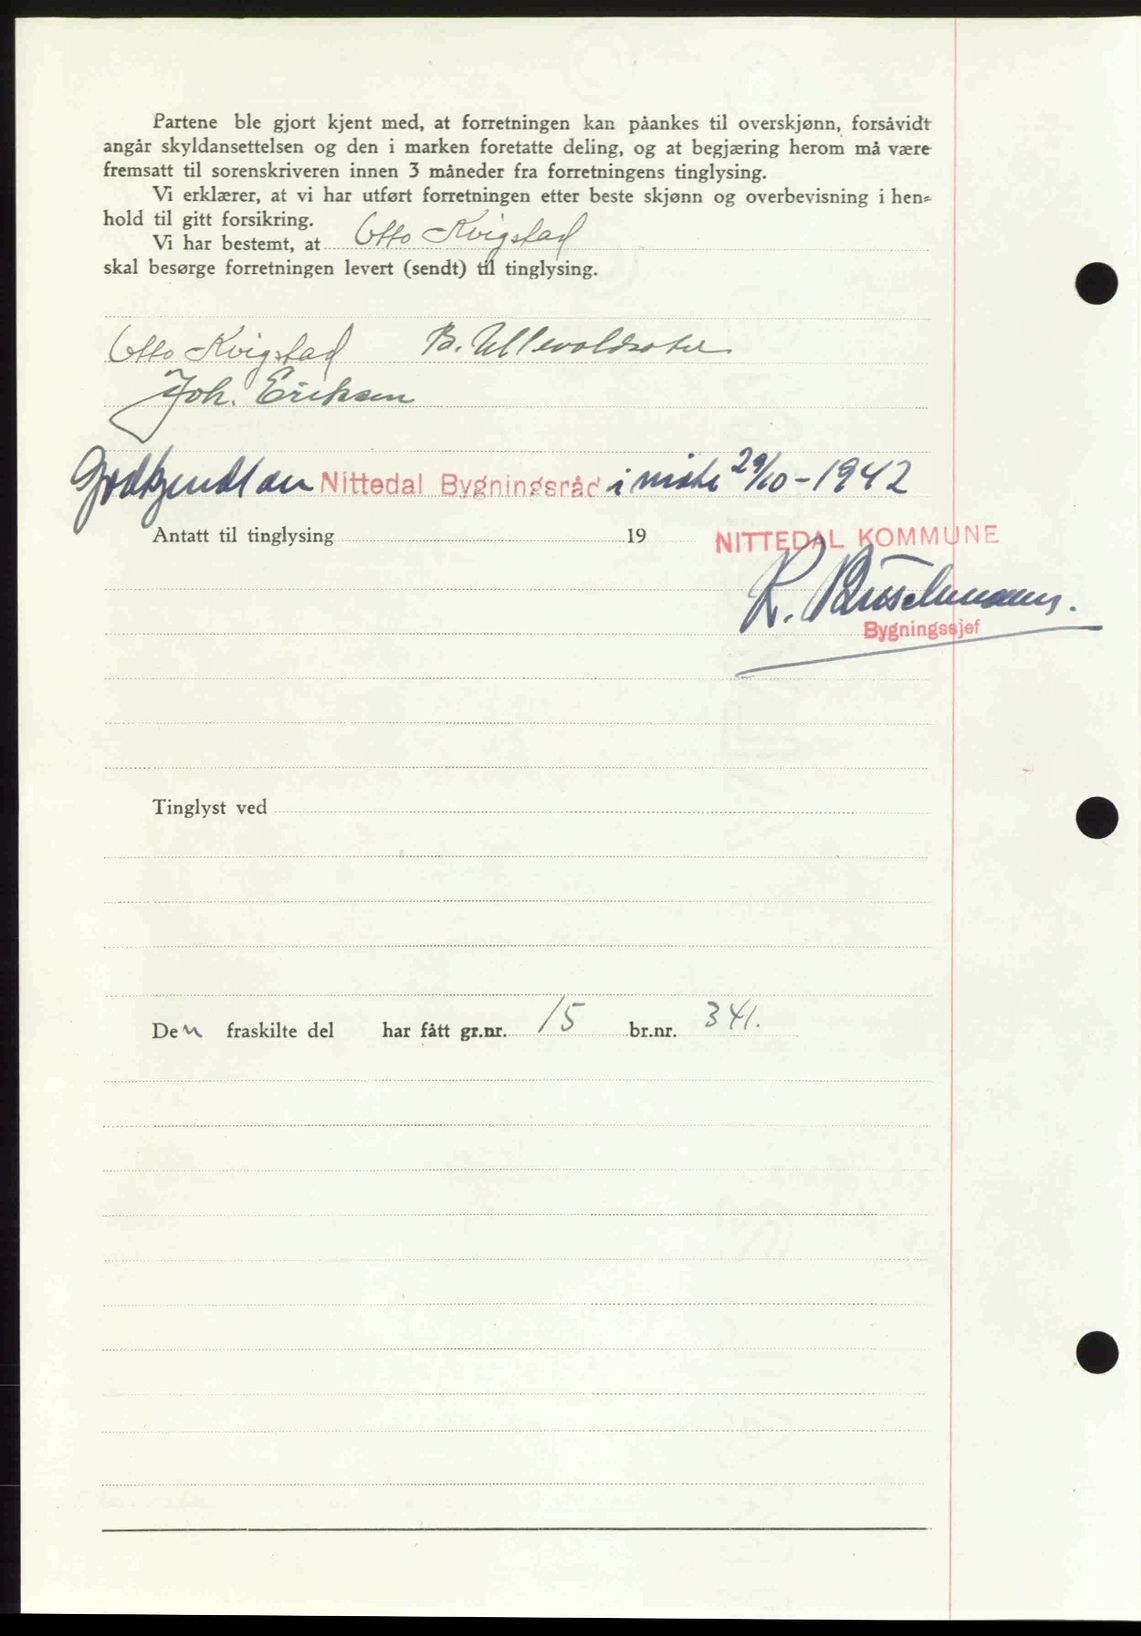 Partene ble gjort kjent med, at forretningen kan påankes til overskjønn, forsåvidt
angår skyldansettelsen og den i marken foretatte deling, og at begjæring herom må være
fremsatt til sorenskriveren innen 3 måneder fra forretningens tinglysing.
Vi erklærer, at vi har utført forretningen etter beste skjønn og overbevisning i hen-
hold til gitt forsikring.
Vi har bestemt, at Otto Kvigstad
skal besørge forretningen levert (sendt) til tinglysing.
Otto Kvigstad B. Ullevoldsæter
Joh. Eriksen
Godkjendt av Nittedal Bygningsråd i møte 29/10-1942
Antatt til tinglysing 19
NITTEDAL KOMMUNE
R. Buschmann.
Bygningssjef
Tinglyst ved
Den fraskilte del har fått gr.nr. 15 br.nr. 341.